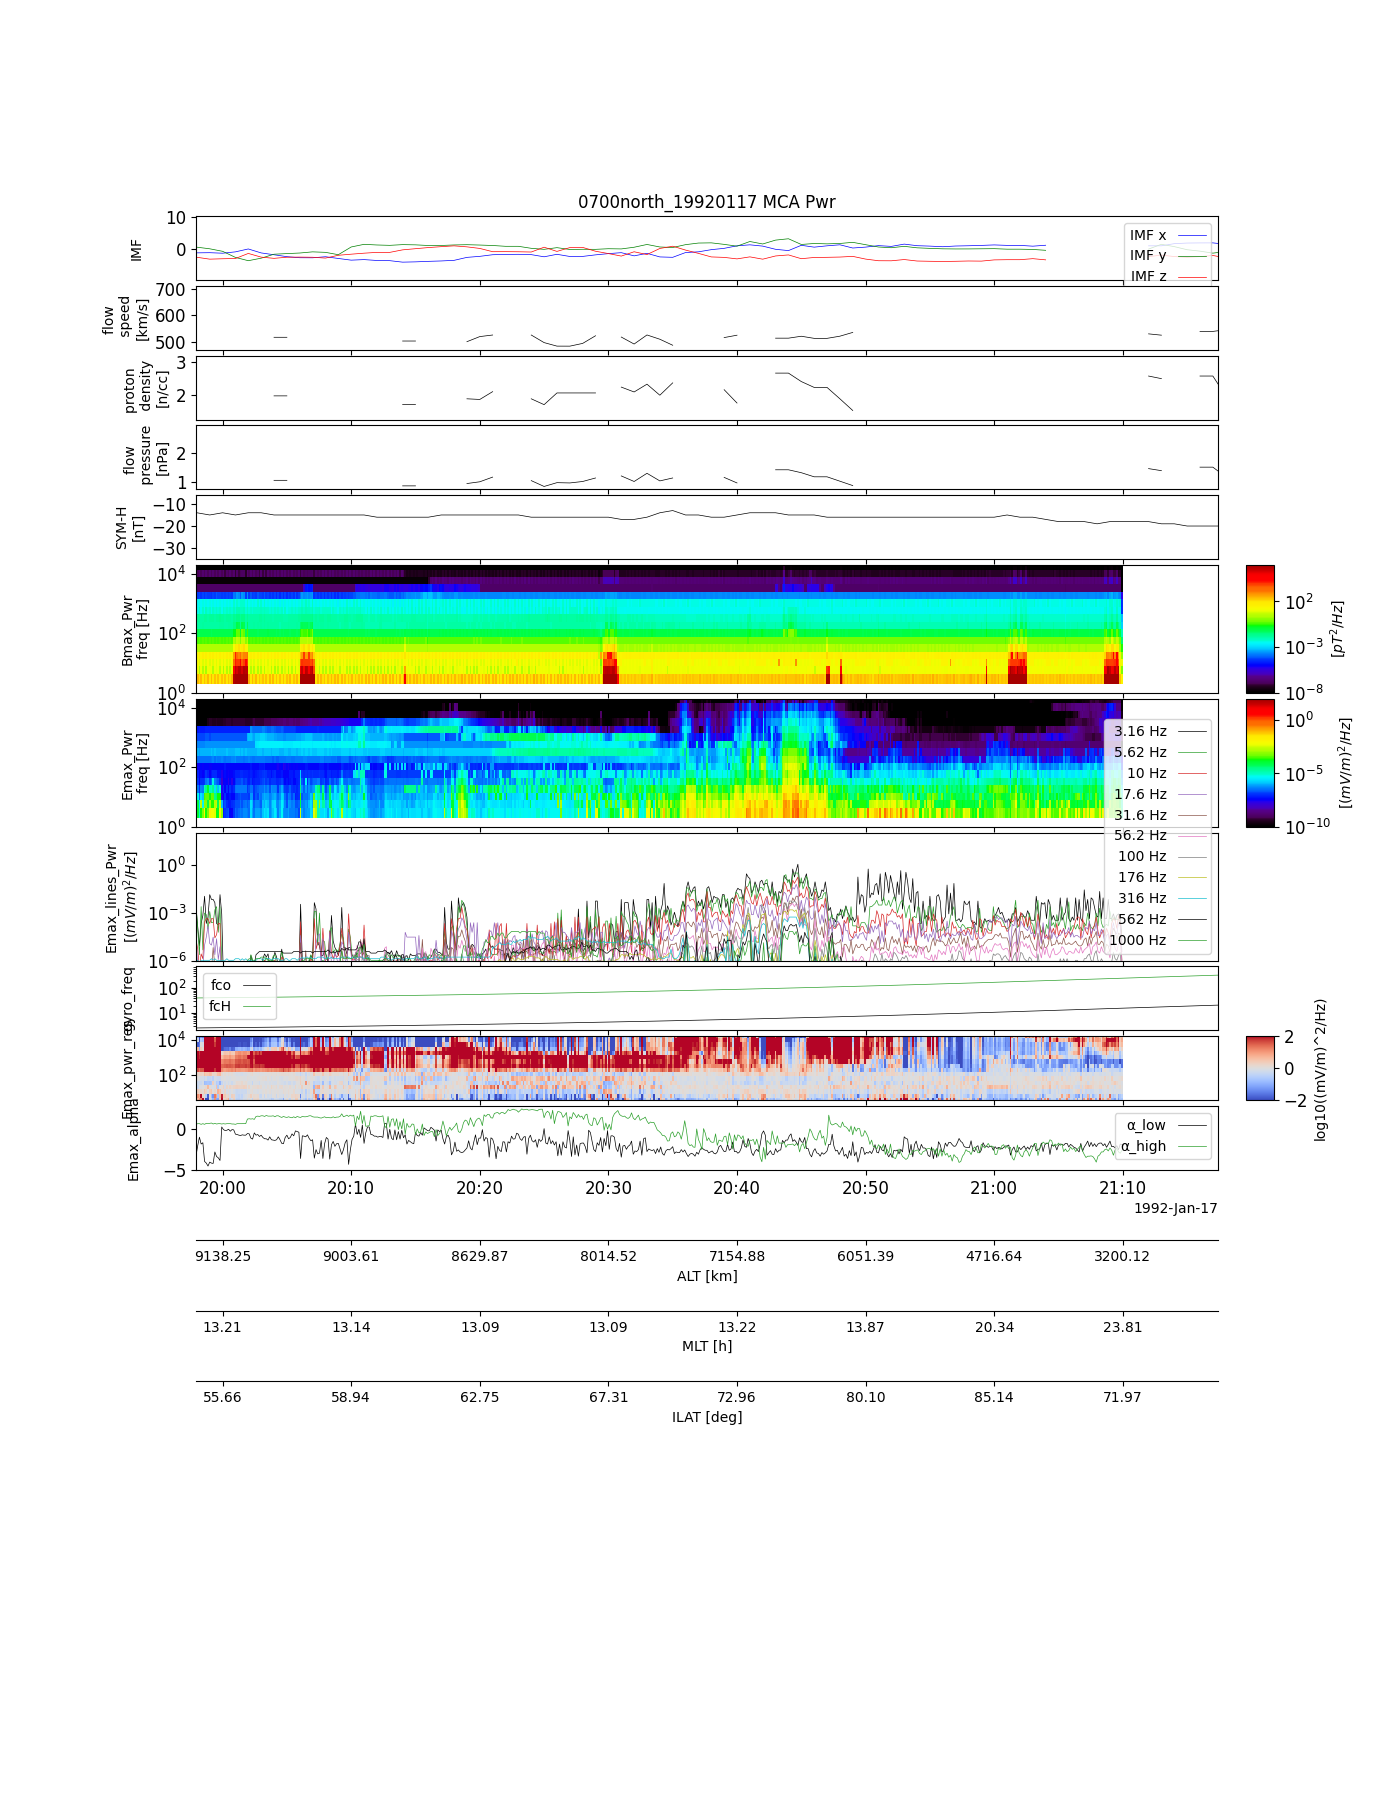 0700north_19920117 MCA Pwr
10
0
IMF
IMF x
IMF y
IMF z
700
600
500
flow
speed
[km/s]
3
2
proton
density
[n/cc]
2
1
flow
pressure
[nPa]
−10
−20
−30
SYM-H
[nT]
10^4
10^2
10^0
Bmax_Pwr
freq [Hz]
10^2
10^−3
10^−8
[pT^2/Hz]
10^4
10^2
10^0
Emax_Pwr
freq [Hz]
10^0
10^−5
10^−10
[(mV/m)^2/Hz]
3.16 Hz
5.62 Hz
10 Hz
17.6 Hz
31.6 Hz
56.2 Hz
100 Hz
176 Hz
316 Hz
562 Hz
1000 Hz
10^0
10^−3
10^−6
Emax_lines_Pwr
[(mV/m)^2/Hz]
10^2
10^1
gyro_freq
fco
fcH
10^4
10^2
Emax_pwr_reg
2
0
−2
log10((mV/m)^2/Hz)
0
−5
Emax_alpha
α_low
α_high
20:00 20:10 20:20 20:30 20:40 20:50 21:00 21:10
1992-Jan-17
9138.25 9003.61 8629.87 8014.52 7154.88 6051.39 4716.64 3200.12
ALT [km]
13.21 13.14 13.09 13.09 13.22 13.87 20.34 23.81
MLT [h]
55.66 58.94 62.75 67.31 72.96 80.10 85.14 71.97
ILAT [deg]